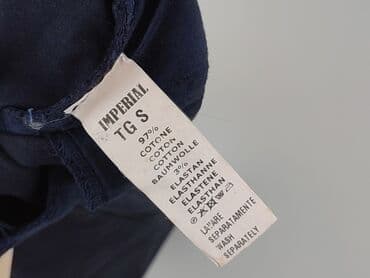 IMPERIAL
TG S
97%
COTONE
COTON
COTTON
BAUMWOLLE
3%
ELASTAN
ELASTHANNE
ELASTENE
ELASTHAN
LAVARE
SEPARATAMENTE
WASH
SEPARATELY